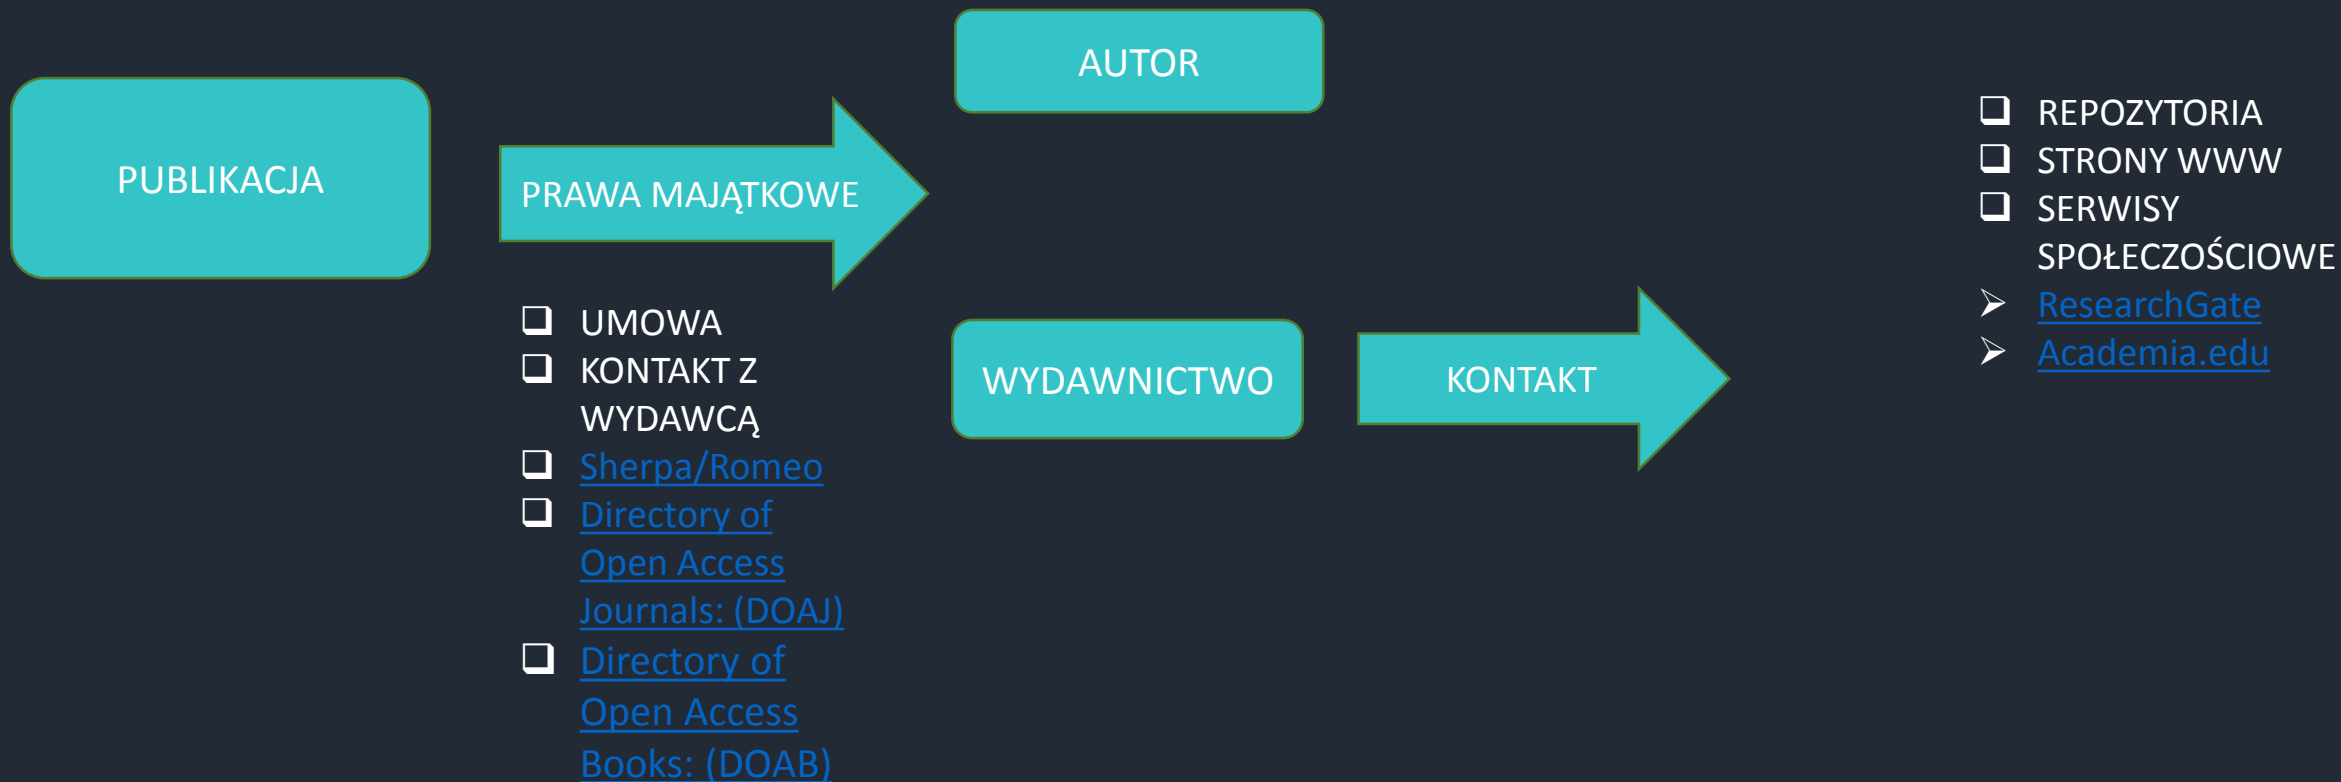 PUBLIKACJA
PRAWA MAJĄTKOWE
UMOWA
KONTAKT Z
WYDAWCĄ
Sherpa/Romeo
Directory of
Open Access
Journals: (DOAJ)
Directory of
Open Access
Books: (DOAB)
AUTOR
WYDAWNICTWO
KONTAKT
REPOZYTORIA
STRONY WWW
SERWISY
SPOŁECZOŚCIOWE
ResearchGate
Academia.edu